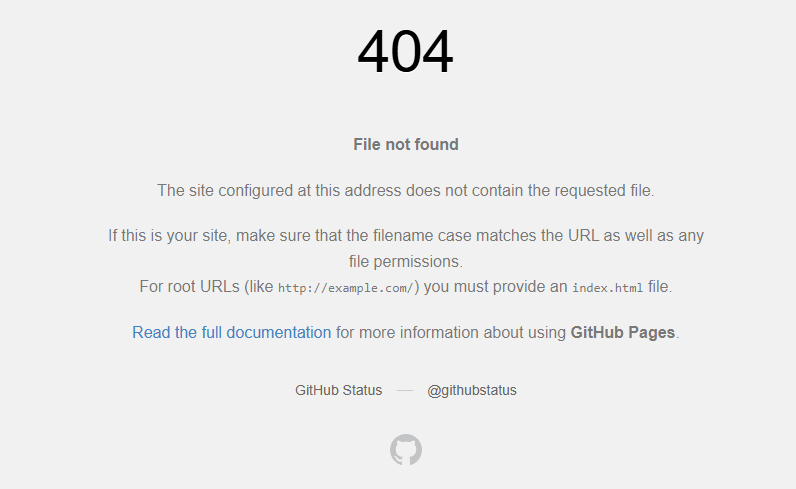 404
File not found
The site configured at this address does not contain the requested file.
If this is your site, make sure that the filename case matches the URL as well as any
file permissions.
For root URLs (like http://example.com/) you must provide an index.html file.
Read the full documentation for more information about using GitHub Pages.
GitHub Status — @githubstatus